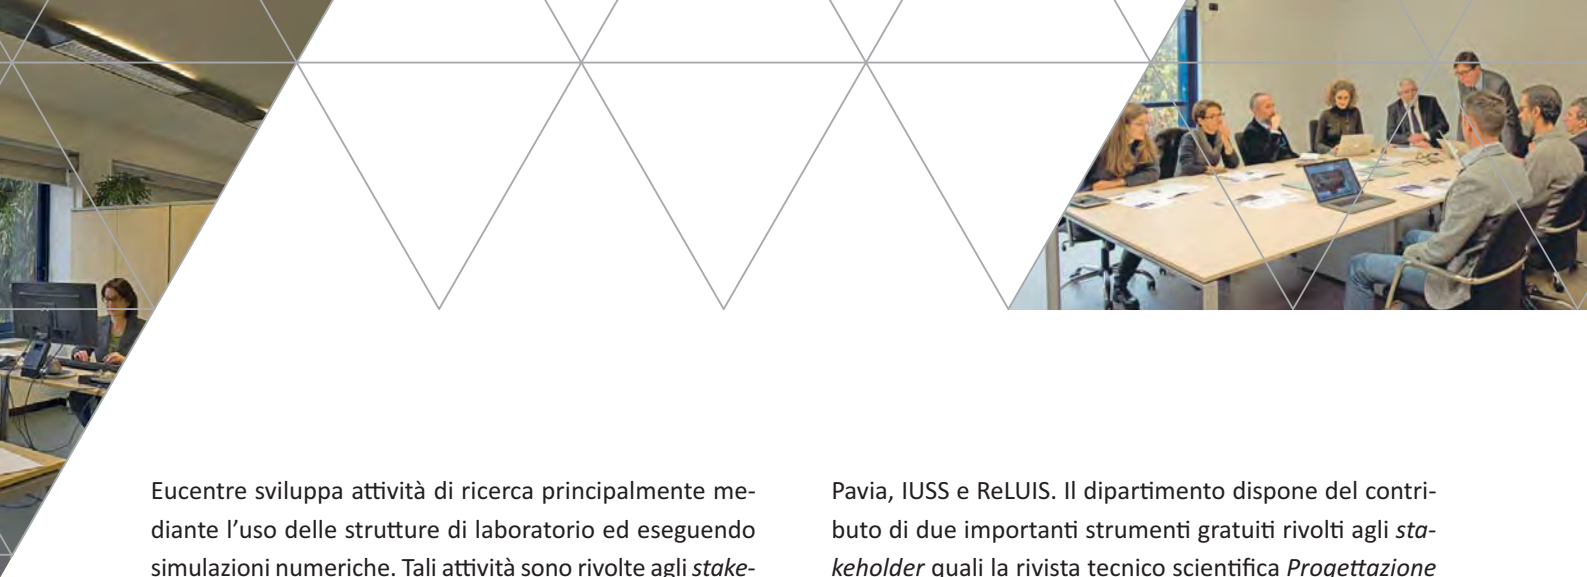 Eucentre sviluppa attività di ricerca principalmente me-
diante l’uso delle strutture di laboratorio ed eseguendo
simulazioni numeriche. Tali attività sono rivolte agli stake-
Pavia, IUSS e ReLUIS. Il dipartimento dispone del contri-
buto di due importanti strumenti gratuiti rivolti agli sta-
keholder quali la rivista tecnico scientifica Progettazione